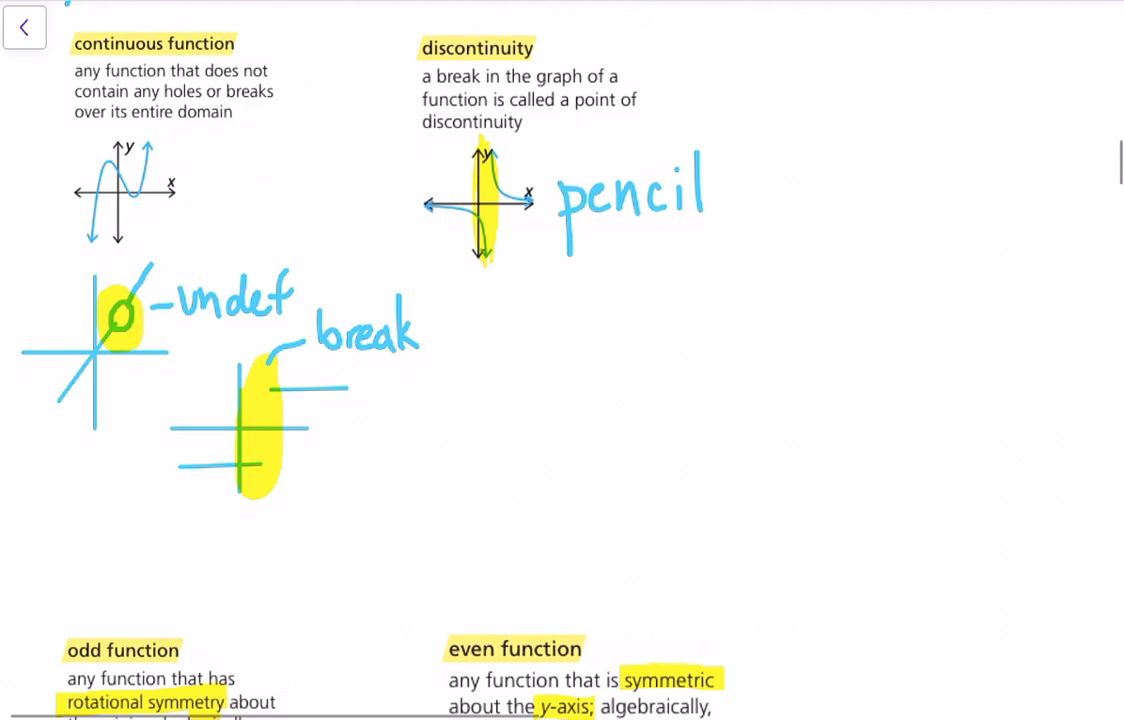 continuous function
any function that does not
contain any holes or breaks
over its entire domain
y
x
discontinuity
a break in the graph of a
function is called a point of
discontinuity
y
x
pencil
undef
break
odd function
any function that has
rotational symmetry about
even function
any function that is symmetric
about the y-axis; algebraically,